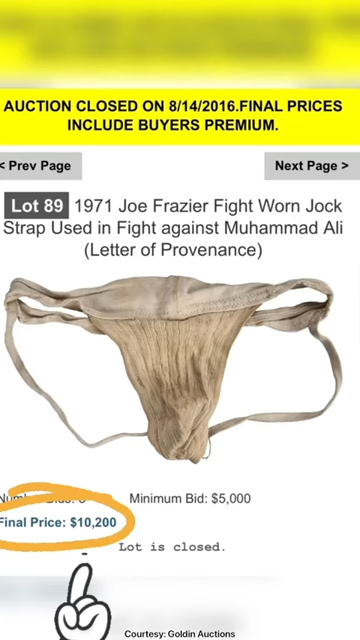 AUCTION CLOSED ON 8/14/2016.FINAL PRICES
INCLUDE BUYERS PREMIUM.
< Prev Page
Next Page >
Lot 89 1971 Joe Frazier Fight Worn Jock
Strap Used in Fight against Muhammad Ali
(Letter of Provenance)
Minimum Bid: $5,000
Final Price: $10,200
Lot is closed.
Courtesy: Goldin Auctions